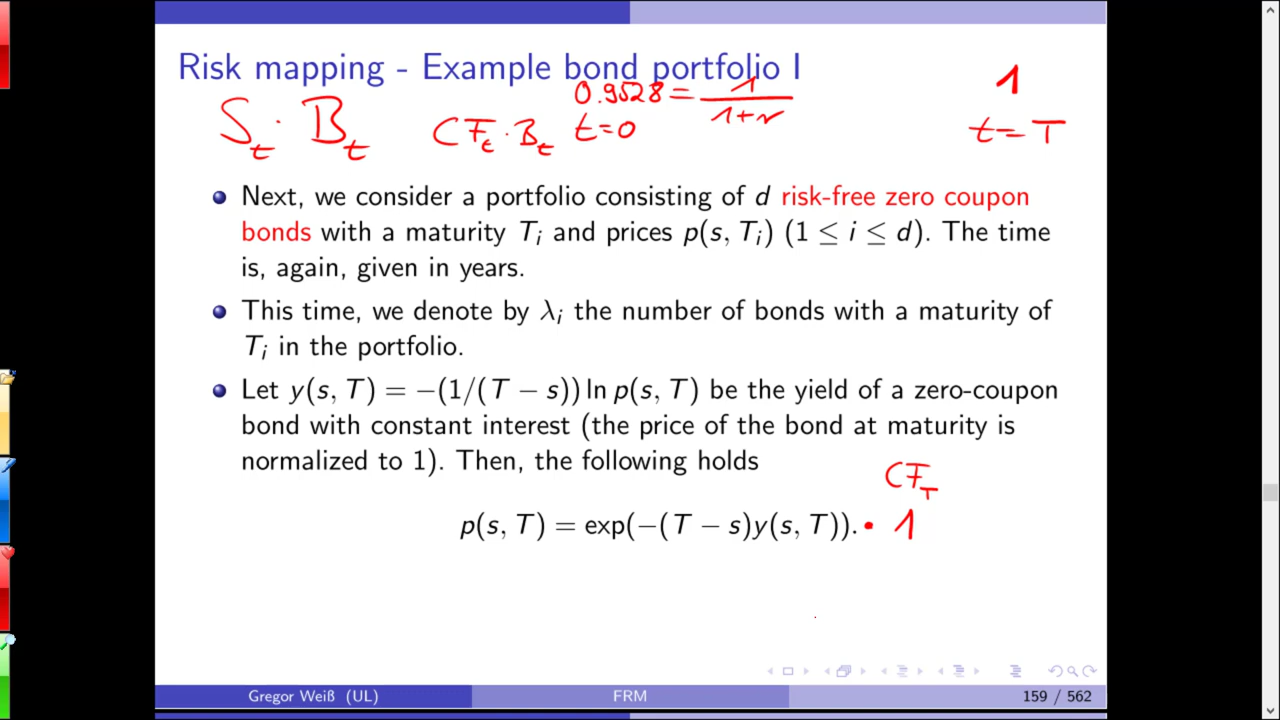 Risk mapping - Example bond portfolio I
1
0.9528 = 1/(1+r)
S_t · B_t
CF_t · B_t
t=0
t=T
Next, we consider a portfolio consisting of d risk-free zero coupon
bonds with a maturity T_i and prices p(s, T_i) (1 ≤ i ≤ d). The time
is, again, given in years.
This time, we denote by λ_i the number of bonds with a maturity of
T_i in the portfolio.
Let y(s, T) = −(1/(T − s)) ln p(s, T) be the yield of a zero-coupon
bond with constant interest (the price of the bond at maturity is
normalized to 1). Then, the following holds
CF_T
p(s, T) = exp(−(T − s)y(s, T)). · 1
Gregor Weiß (UL)
FRM
159 / 562